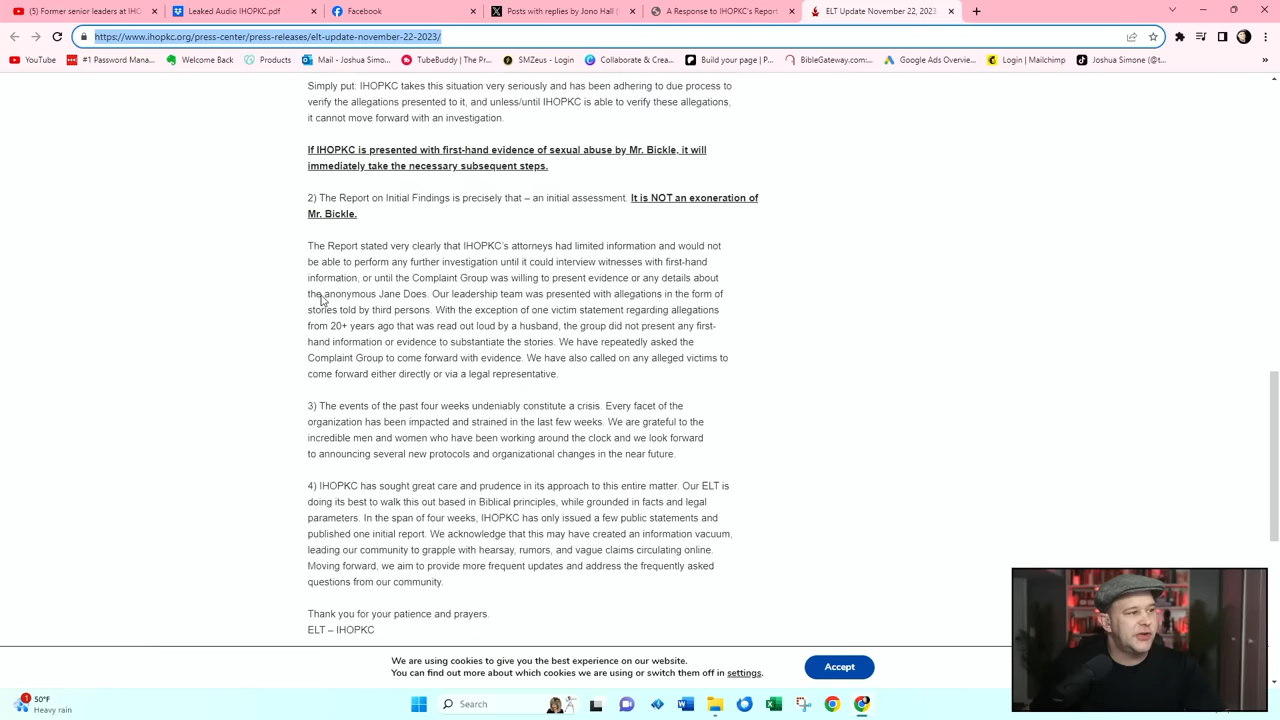 (5) Former senior leaders at IHC
Leaked Audio IHOPKC.pdf
Facebook
Posts with replies by Jono Hall (
A Response to IHOPKC's Report
ELT Update November 22, 2023
https://www.ihopkc.org/press-center/press-releases/elt-update-november-22-2023/
YouTube
#1 Password Mana...
Welcome Back
Products
Mail - Joshua Simo...
TubeBuddy | The Pr...
SMZeus - Login
Collaborate & Crea...
Build your page | P...
BibleGateway.com:...
Google Ads Overvie...
Login | Mailchimp
Joshua Simone (@t...
»
Simply put: IHOPKC takes this situation very seriously and has been adhering to due process to
verify the allegations presented to it, and unless/until IHOPKC is able to verify these allegations,
it cannot move forward with an investigation.
If IHOPKC is presented with first-hand evidence of sexual abuse by Mr. Bickle, it will
immediately take the necessary subsequent steps.
2) The Report on Initial Findings is precisely that – an initial assessment. It is NOT an exoneration of
Mr. Bickle.
The Report stated very clearly that IHOPKC's attorneys had limited information and would not
be able to perform any further investigation until it could interview witnesses with first-hand
information, or until the Complaint Group was willing to present evidence or any details about
the anonymous Jane Does. Our leadership team was presented with allegations in the form of
stories told by third persons. With the exception of one victim statement regarding allegations
from 20+ years ago that was read out loud by a husband, the group did not present any first-
hand information or evidence to substantiate the stories. We have repeatedly asked the
Complaint Group to come forward with evidence. We have also called on any alleged victims to
come forward either directly or via a legal representative.
3) The events of the past four weeks undeniably constitute a crisis. Every facet of the
organization has been impacted and strained in the last few weeks. We are grateful to the
incredible men and women who have been working around the clock and we look forward
to announcing several new protocols and organizational changes in the near future.
4) IHOPKC has sought great care and prudence in its approach to this entire matter. Our ELT is
doing its best to walk this out based in Biblical principles, while grounded in facts and legal
parameters. In the span of four weeks, IHOPKC has only issued a few public statements and
published one initial report. We acknowledge that this may have created an information vacuum,
leading our community to grapple with hearsay, rumors, and vague claims circulating online.
Moving forward, we aim to provide more frequent updates and address the frequently asked
questions from our community.
Thank you for your patience and prayers.
ELT – IHOPKC
We are using cookies to give you the best experience on our website.
You can find out more about which cookies we are using or switch them off in settings.
Accept
1
50°F
Heavy rain
Search